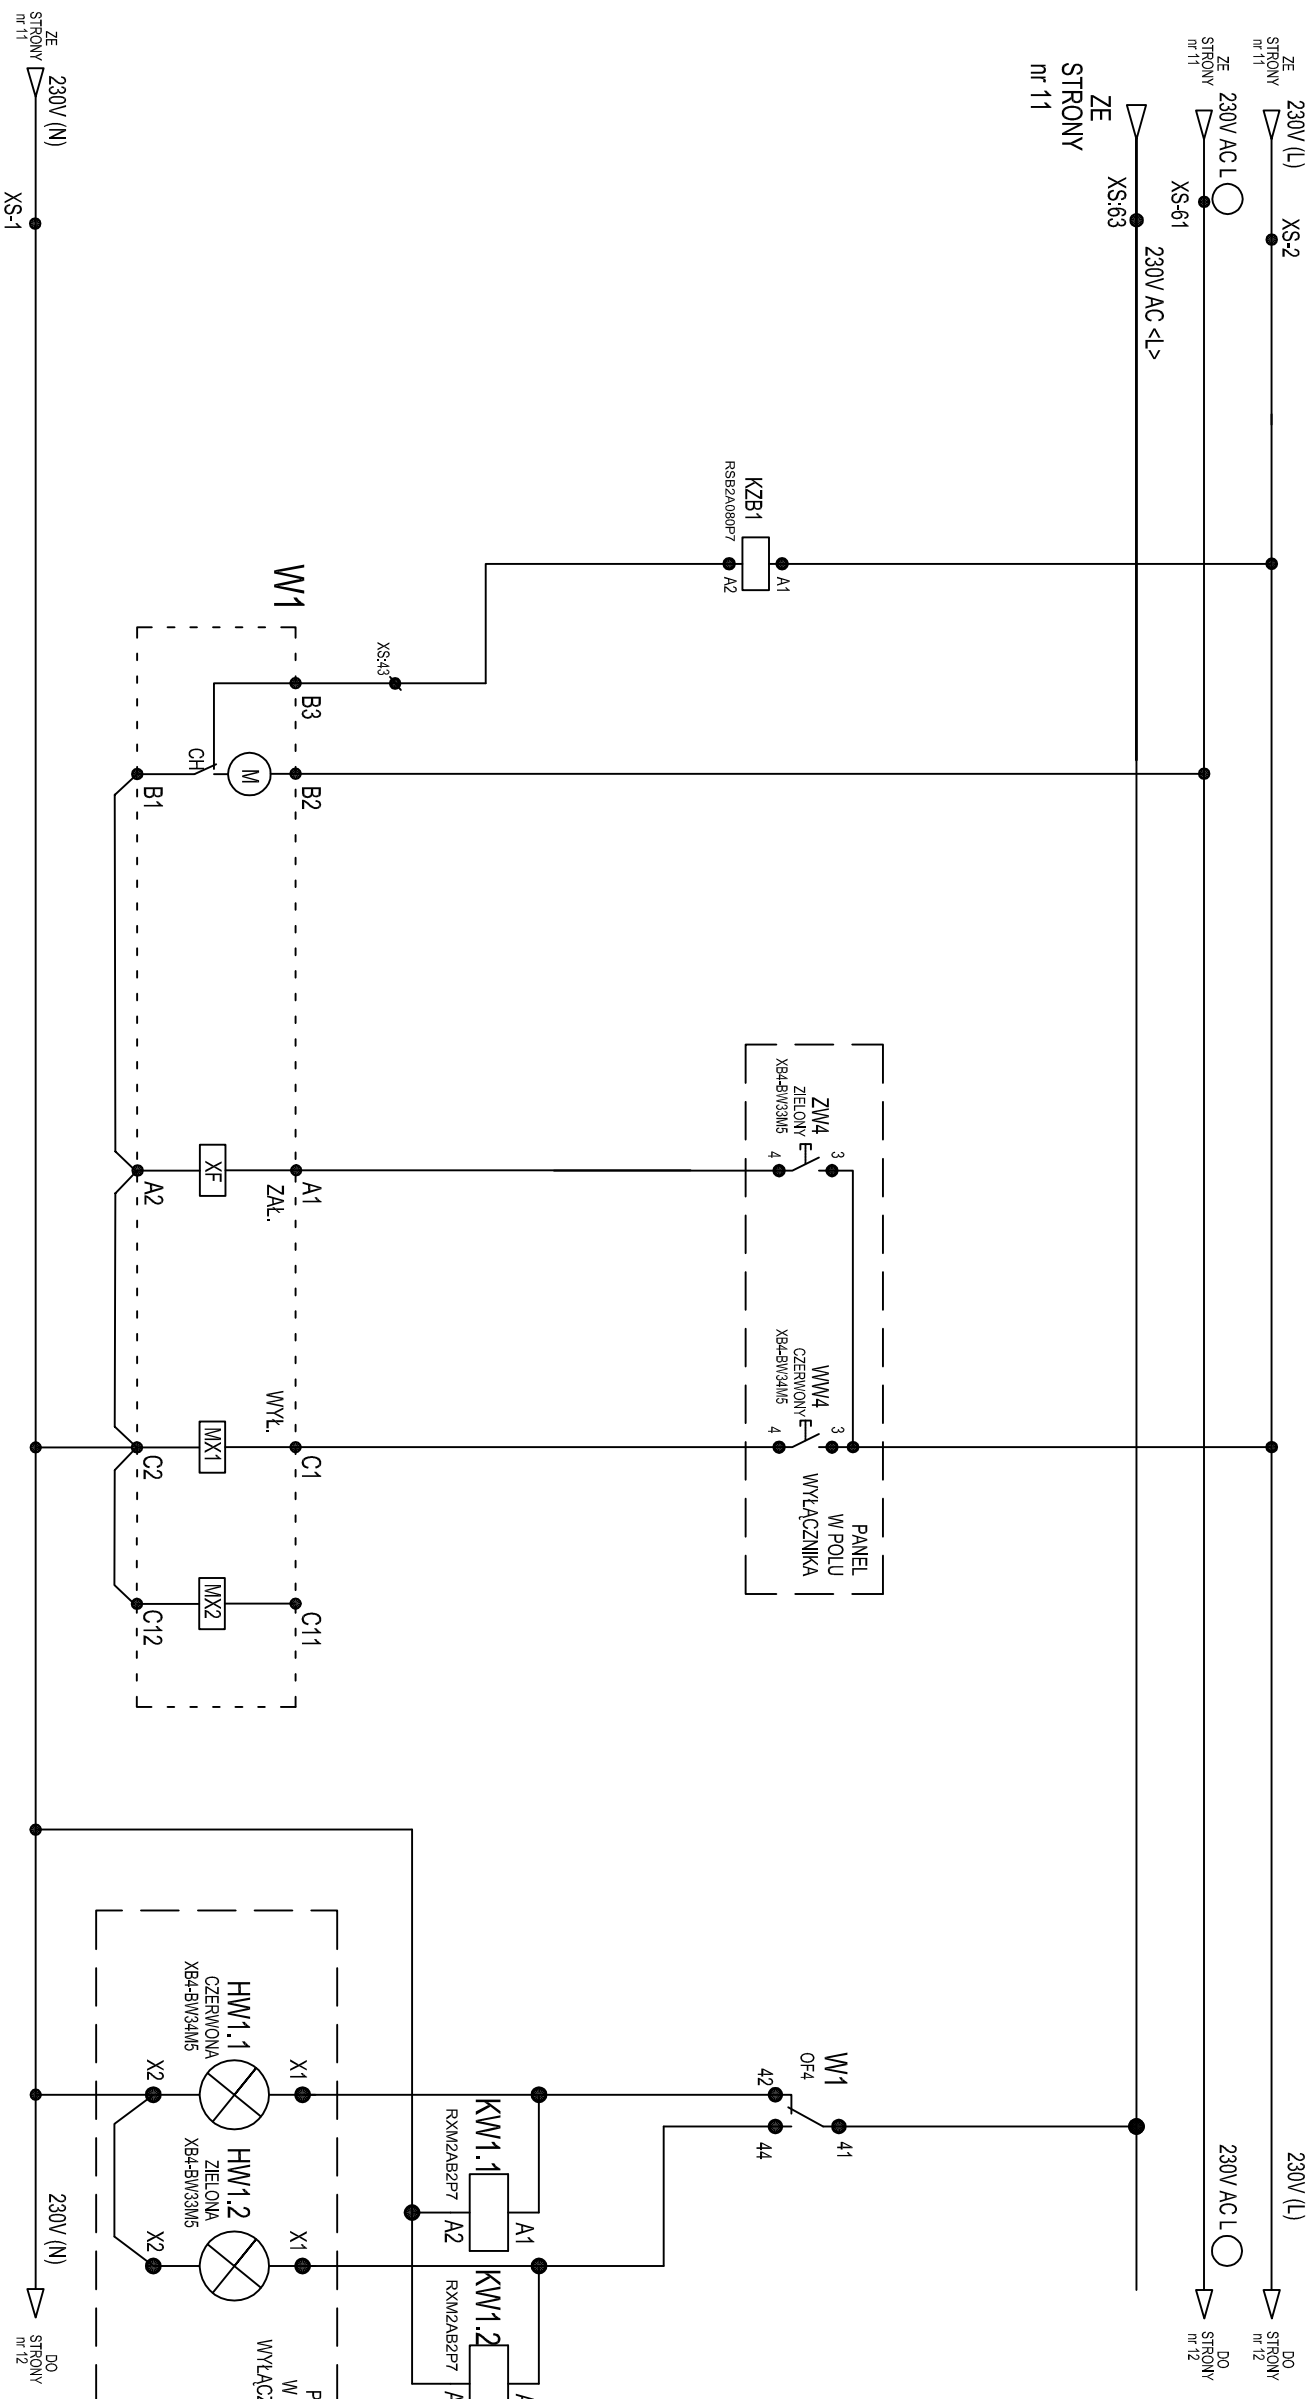 ZE
STRONY
nr 11
230V (L)
XS-2
230V (L)
DO
STRONY
nr 12
ZE
STRONY
nr 11
230V AC L
XS-61
230V AC L
DO
STRONY
nr 12
ZE
STRONY
nr 11
XS:63
230V AC <L>
KZB1
RSB2A080P7
A1
A2
ZW4
ZIELONY
XB4-BW33M5
3
4
WW4
CZERWONY
XB4-BW34M5
3
4
PANEL
W POLU
WYŁĄCZNIKA
W1
OF4
41
42
44
KW1.1
RXM2AB2P7
A1
A2
KW1.2
RXM2AB2P7
XS:43
W1
B3
B2
M
CH
B1
A1
ZAŁ.
XF
A2
C1
WYŁ.
MX1
C2
C11
MX2
C12
HW1.1
CZERWONA
XB4-BW34M5
X1
X2
HW1.2
ZIELONA
XB4-BW33M5
X1
X2
W
ZE
STRONY
nr 11
230V (N)
XS-1
230V (N)
DO
STRONY
nr 12